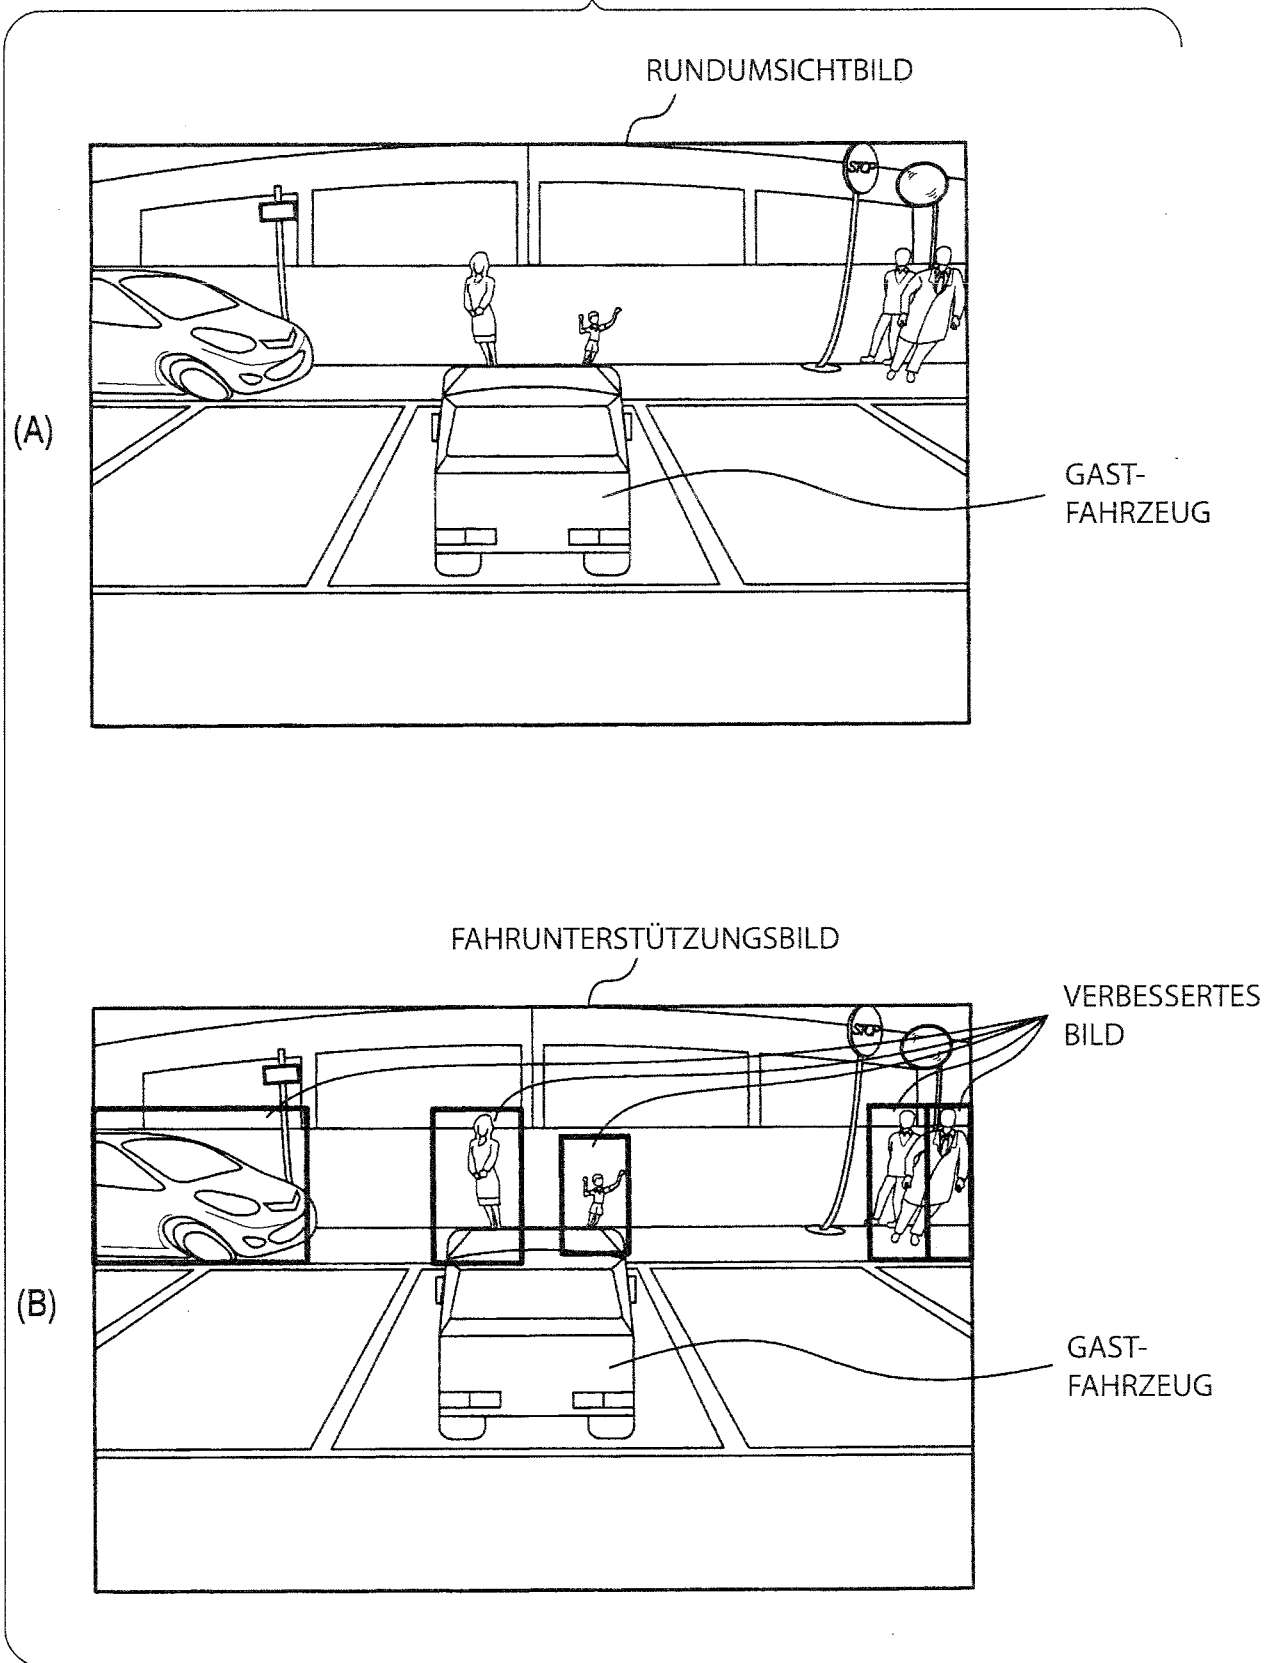 RUNDUMSICHTBILD
STOP
(A)
GAST-
FAHRZEUG
FAHRUNTERSTÜTZUNGSBILD
VERBESSERTES
BILD
STOP
(B)
GAST-
FAHRZEUG